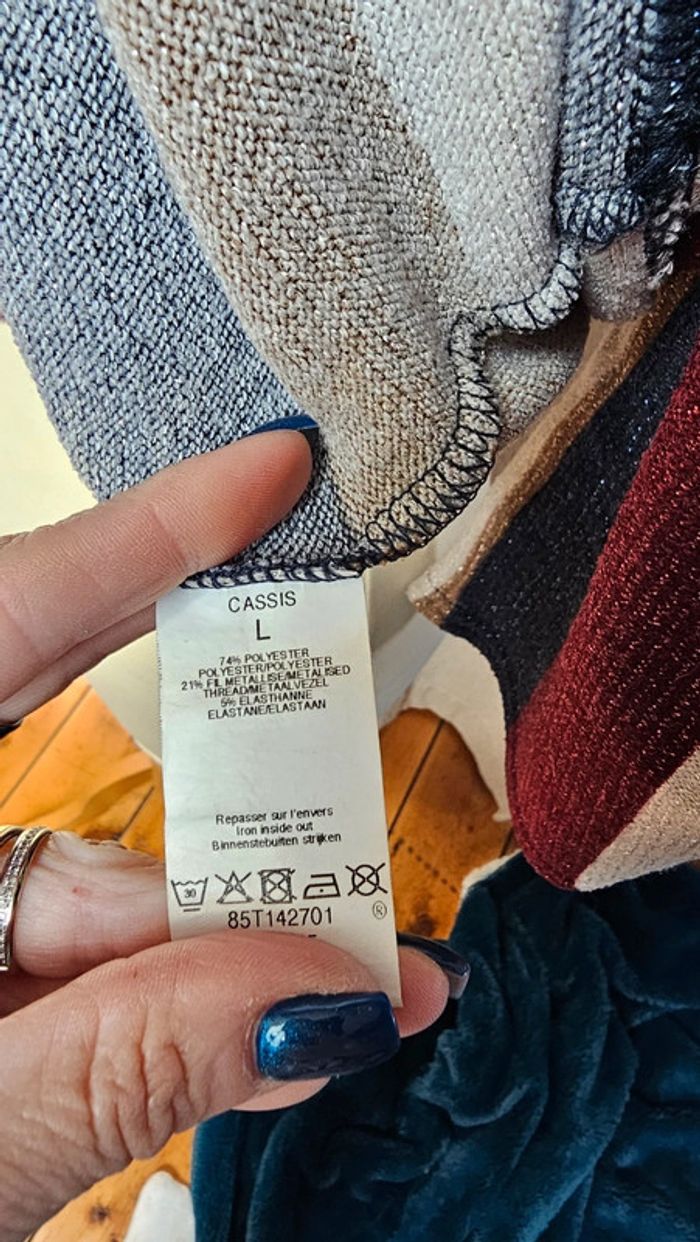 CASSIS
L
74% POLYESTER
POLYESTER/POLYESTER
21% FIL METALLISE/METALISED
THREAD/METAALVEZEL
5% ELASTHANNE
ELASTANE/ELASTAAN
Repasser sur l'envers
Iron inside out
Binnenstebuiten strijken
30
85T142701
®